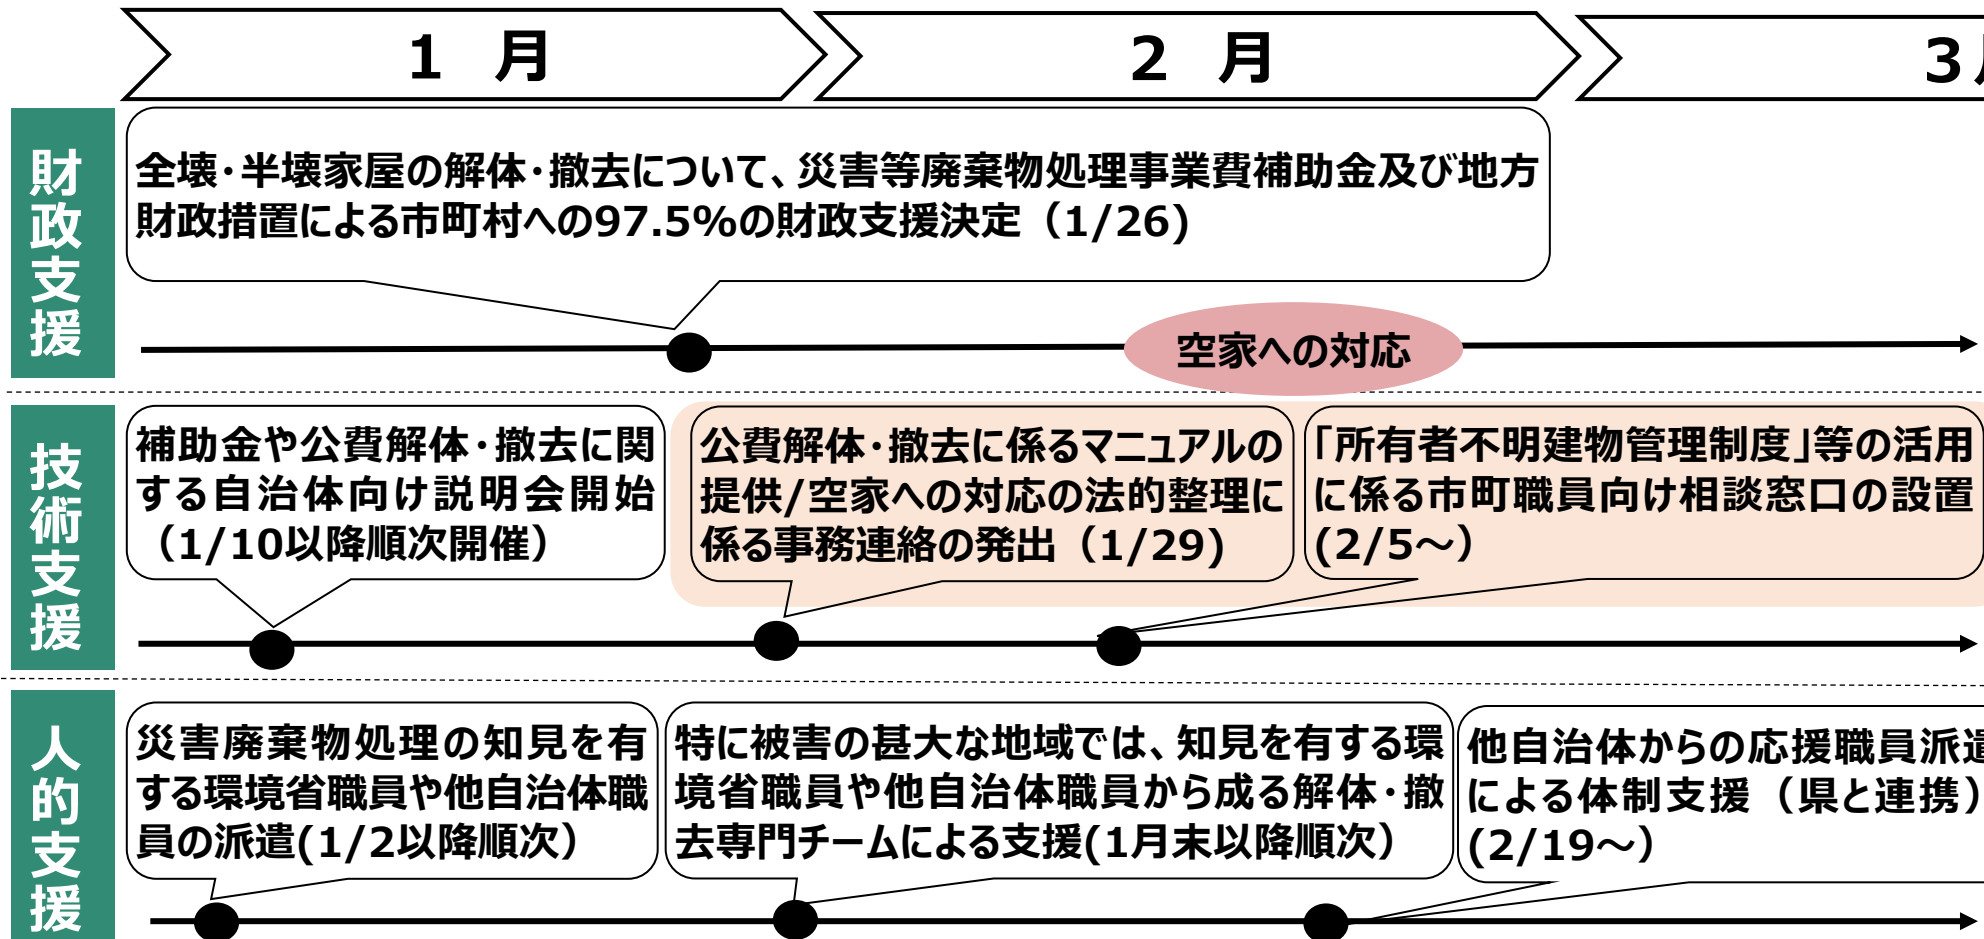 1 月
2 月
3月
財政支援
全壊・半壊家屋の解体・撤去について、災害等廃棄物処理事業費補助金及び地方
財政措置による市町村への97.5%の財政支援決定（1/26)
空家への対応
技術支援
補助金や公費解体・撤去に関
する自治体向け説明会開始
（1/10以降順次開催）
公費解体・撤去に係るマニュアルの
提供/空家への対応の法的整理に
係る事務連絡の発出（1/29)
「所有者不明建物管理制度」等の活用
に係る市町職員向け相談窓口の設置
(2/5～）
人的支援
災害廃棄物処理の知見を有
する環境省職員や他自治体職
員の派遣(1/2以降順次）
特に被害の甚大な地域では、知見を有する環
境省職員や他自治体職員から成る解体・撤
去専門チームによる支援(1月末以降順次）
他自治体からの応援職員派遣
による体制支援（県と連携）
(2/19～）